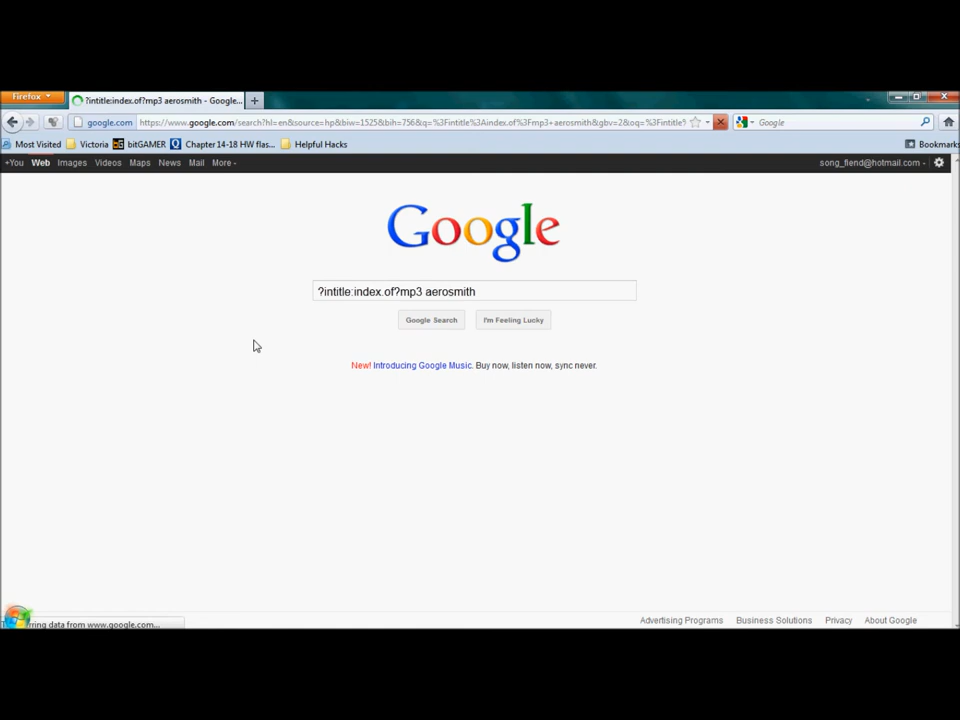 Firefox
?intitle:index.of?mp3 aerosmith - Google...
google.com
https://www.google.com/search?hl=en&source=hp&biw=1525&bih=756&q=%3Fintitle%3Aindex.of%3Fmp3+aerosmith&gbv=2&oq=%3Fintitle%
Google
Most Visited
Victoria
bitGAMER
Chapter 14-18 HW flas...
Helpful Hacks
Bookmarks
+You Web Images Videos Maps News Mail More
song_fiend@hotmail.com
Google
?intitle:index.of?mp3 aerosmith
Google Search
I'm Feeling Lucky
New! Introducing Google Music. Buy now, listen now, sync never.
rring data from www.google.com...
Advertising Programs
Business Solutions
Privacy
About Google